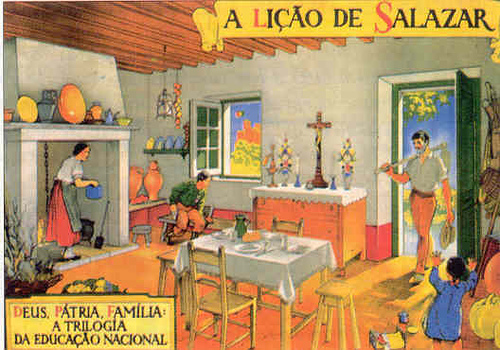 A LIÇÃO DE SALAZAR
DEUS, PÁTRIA, FAMÍLIA:
A TRILOGIA
DA EDUCAÇÃO NACIONAL